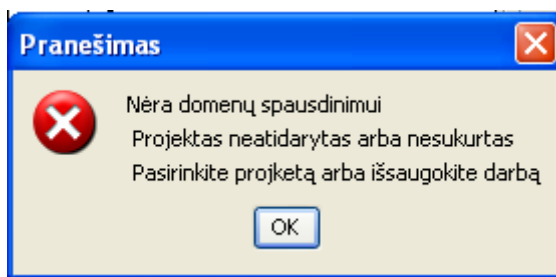 Pranešimas
Nėra domenų spausdinimui
Projektas neatidarytas arba nesukurtas
Pasirinkite projketą arba išsaugokite darbą
OK